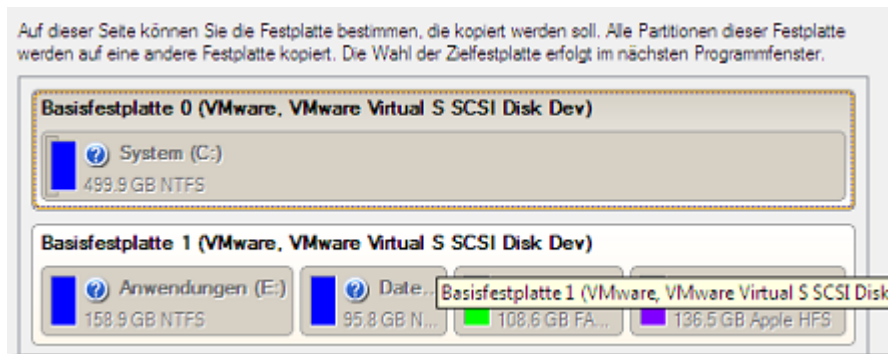 Auf dieser Seite können Sie die Festplatte bestimmen, die kopiert werden soll. Alle Partitionen dieser Festplatte
werden auf eine andere Festplatte kopiert. Die Wahl der Zielfestplatte erfolgt im nächsten Programmfenster.
Basisfestplatte 0 (VMware, VMware Virtual S SCSI Disk Dev)
System (C:)
499.9 GB NTFS
Basisfestplatte 1 (VMware, VMware Virtual S SCSI Disk Dev)
Anwendungen (E:)
158.9 GB NTFS
Date...
95.8 GB N...
Basisfestplatte 1 (VMware, VMware Virtual S SCSI Disk
108.6 GB FA...
136.5 GB Apple HFS